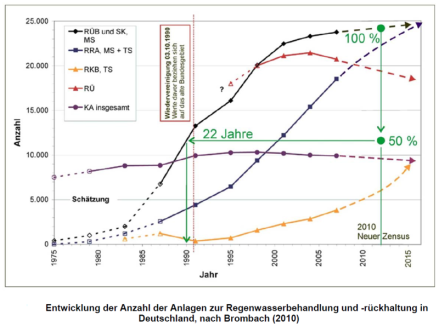 25.000
20.000
15.000
10.000
5.000
0
Anzahl
RÜB und SK,
MS
RRA, MS + TS
RKB, TS
RÜ
KA insgesamt
Wiedervereinigung 03.10.1990
Werte davor beziehen sich
auf das alte Bundesgebiet
?
100 %
22 Jahre
50 %
Schätzung
2010
Neuer Zensus
1975
1980
1985
1990
1995
2000
2005
2010
2015
Jahr
Entwicklung der Anzahl der Anlagen zur Regenwasserbehandlung und -rückhaltung in
Deutschland, nach Brombach (2010)